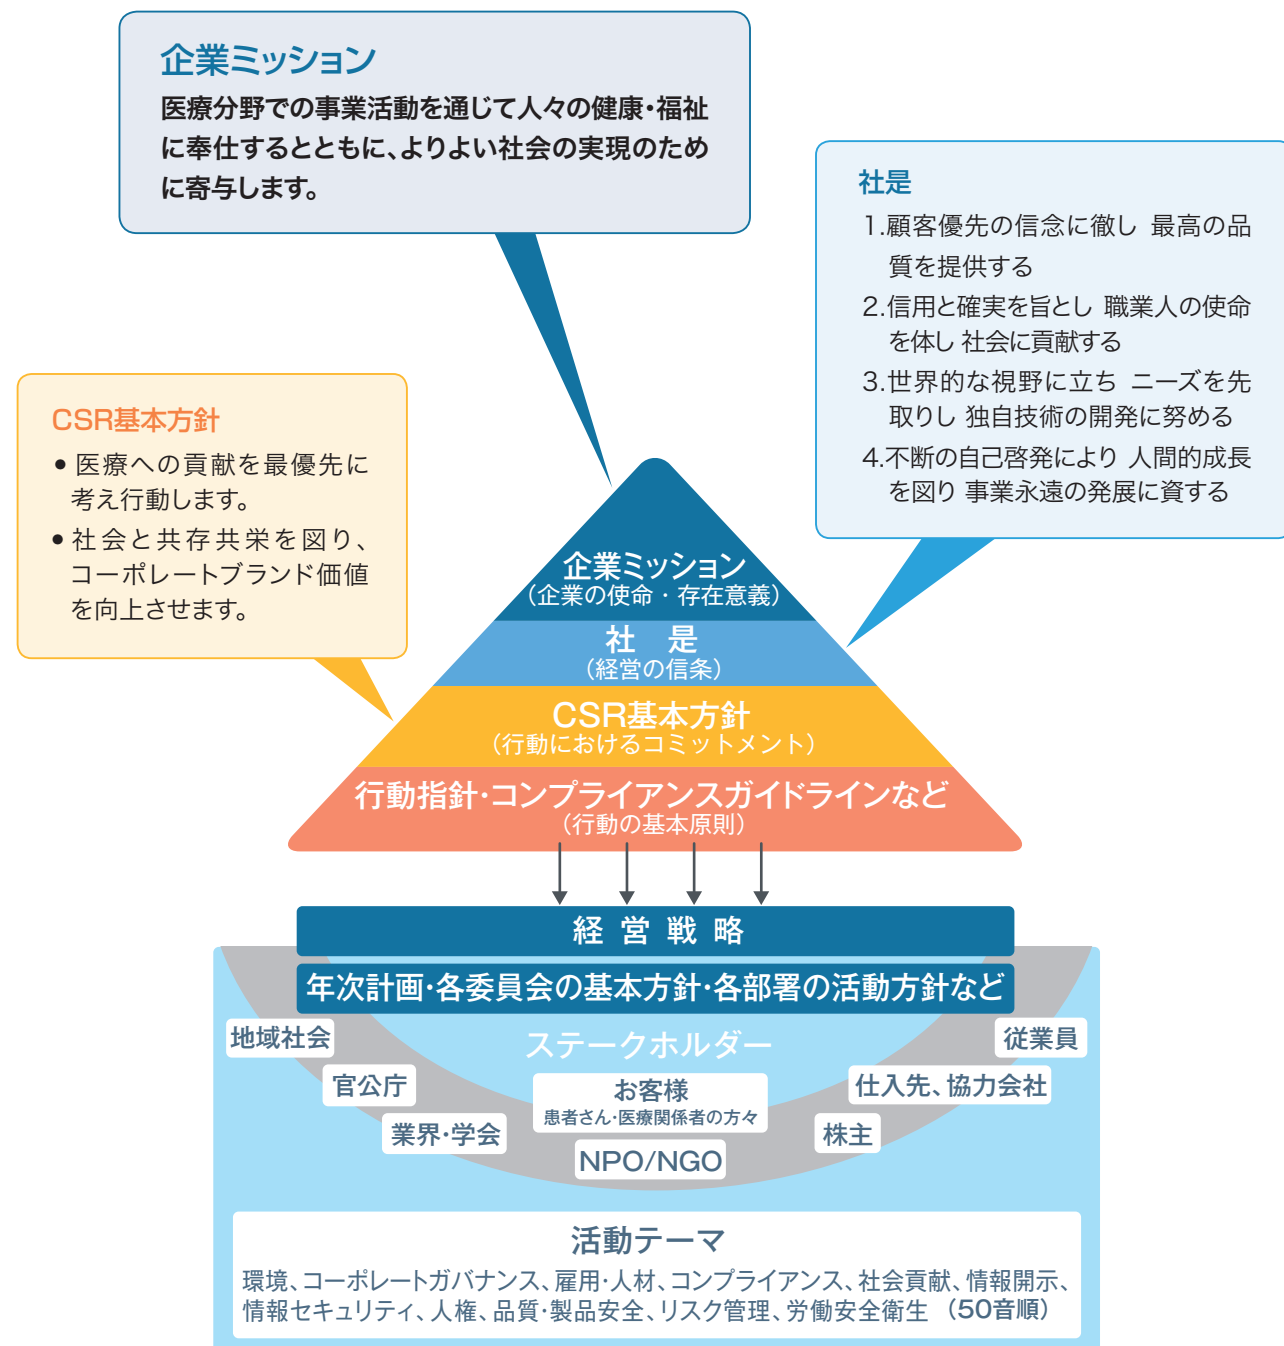 企業ミッション
医療分野での事業活動を通じて人々の健康・福祉
に奉仕するとともに、よりよい社会の実現のため
に寄与します。
社是
1.顧客優先の信念に徹し 最高の品
質を提供する
2.信用と確実を旨とし 職業人の使命
を体し 社会に貢献する
3.世界的な視野に立ち ニーズを先
取りし 独自技術の開発に努める
4.不断の自己啓発により 人間的成長
を図り 事業永遠の発展に資する
CSR基本方針
● 医療への貢献を最優先に
考え行動します。
● 社会と共存共栄を図り、
コーポレートブランド価値
を向上させます。
企業ミッション
（企業の使命・存在意義）
社 是
（経営の信条）
CSR基本方針
（行動におけるコミットメント）
行動指針・コンプライアンスガイドラインなど
（行動の基本原則）
経営戦略
年次計画・各委員会の基本方針・各部署の活動方針など
ステークホルダー
地域社会
官公庁
業界・学会
お客様
患者さん・医療関係者の方々
NPO/NGO
株主
仕入先、協力会社
従業員
活動テーマ
環境、コーポレートガバナンス、雇用・人材、コンプライアンス、社会貢献、情報開示、
情報セキュリティ、人権、品質・製品安全、リスク管理、労働安全衛生 （50音順）